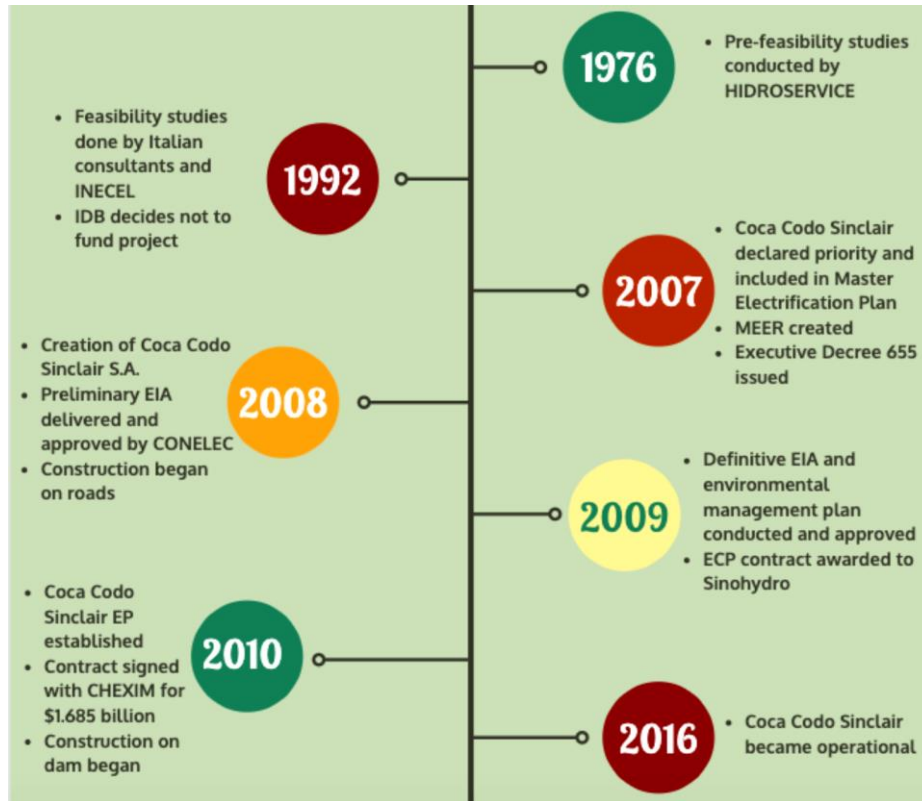 1976
• Pre-feasibility studies
conducted by
HIDROSERVICE
• Feasibility studies
done by Italian
consultants and
INECEL
• IDB decides not to
fund project
1992
2007
• Coca Codo Sinclair
declared priority and
included in Master
Electrification Plan
• MEER created
• Executive Decree 655
issued
• Creation of Coca Codo
Sinclair S.A.
• Preliminary EIA
delivered and
approved by CONELEC
• Construction began
on roads
2008
2009
• Definitive EIA and
environmental
management plan
conducted and approved
• ECP contract awarded to
Sinohydro
• Coca Codo
Sinclair EP
established
• Contract signed
with CHEXIM for
$1.685 billion
• Construction on
dam began
2010
2016
• Coca Codo Sinclair
became operational